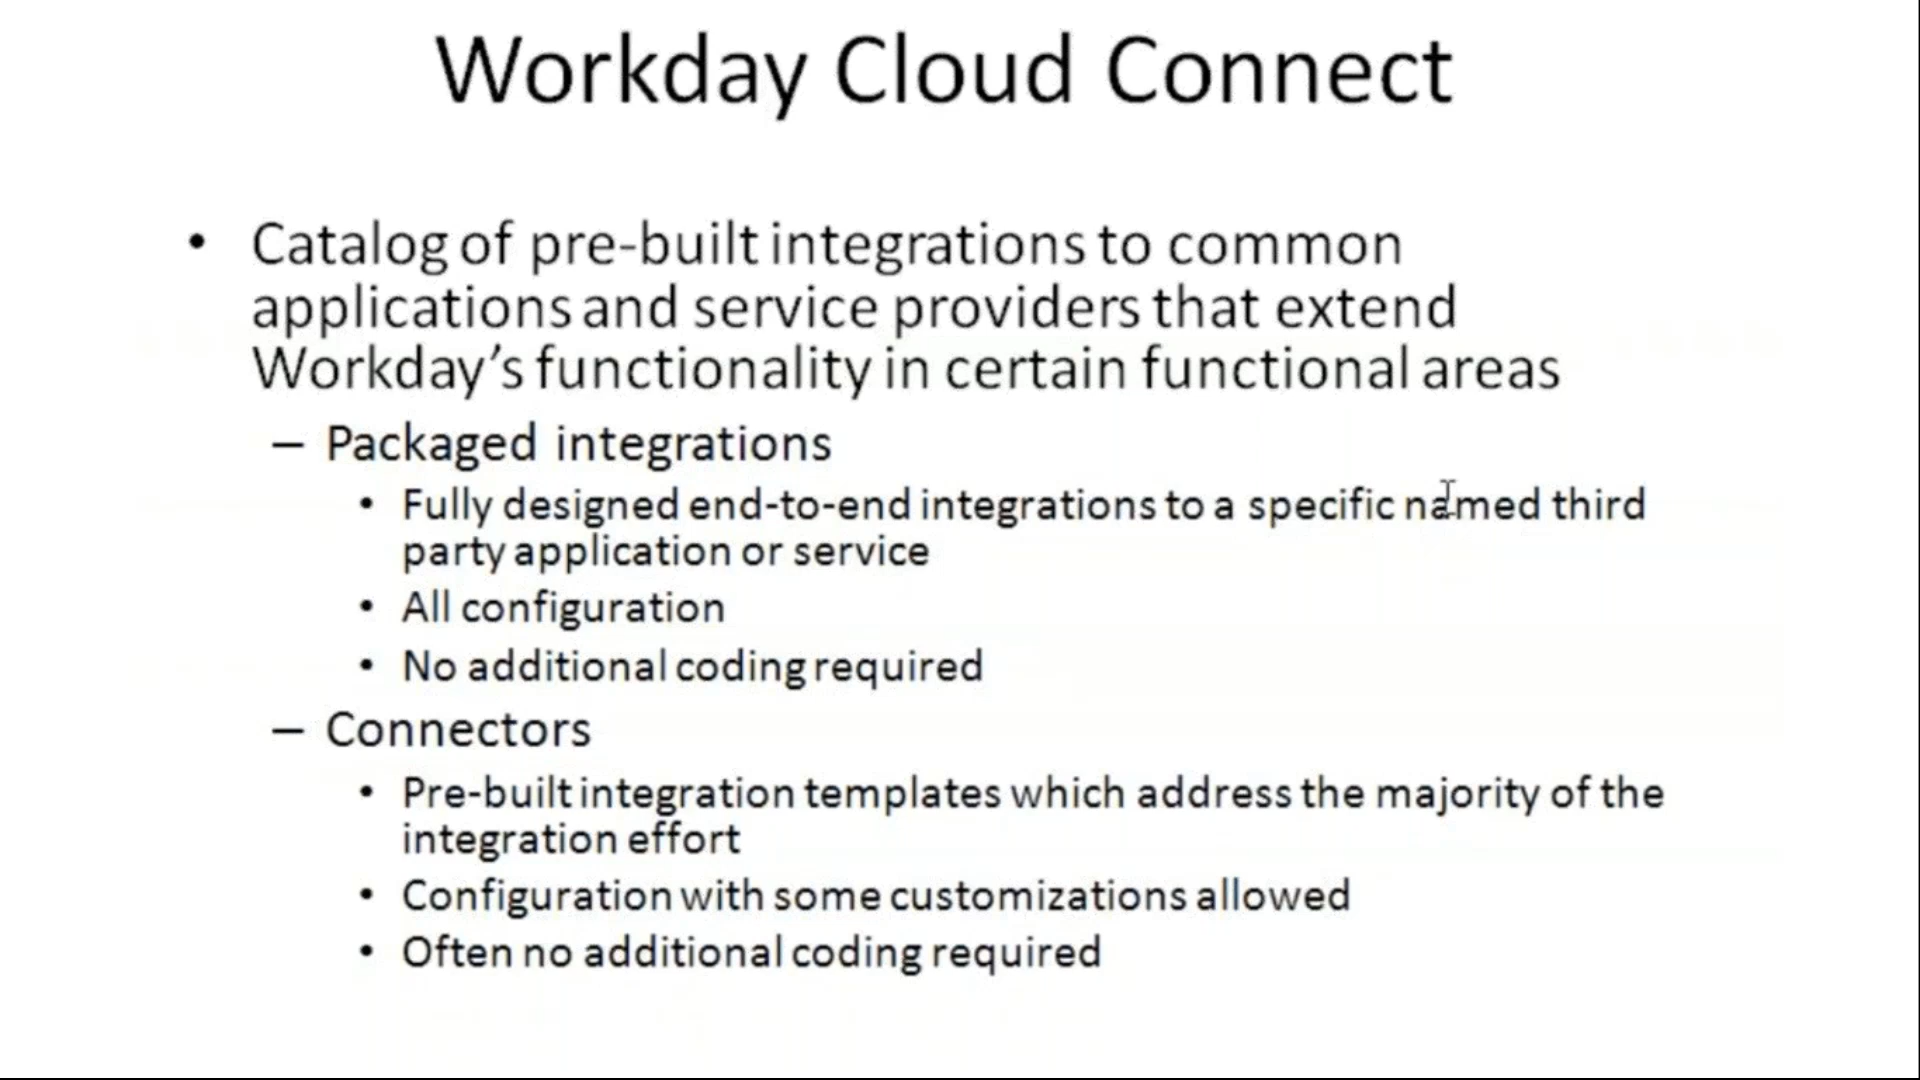 Workday Cloud Connect
• Catalog of pre-built integrations to common
applications and service providers that extend
Workday’s functionality in certain functional areas
– Packaged integrations
• Fully designed end-to-end integrations to a specific named third
party application or service
• All configuration
• No additional coding required
– Connectors
• Pre-built integration templates which address the majority of the
integration effort
• Configuration with some customizations allowed
• Often no additional coding required